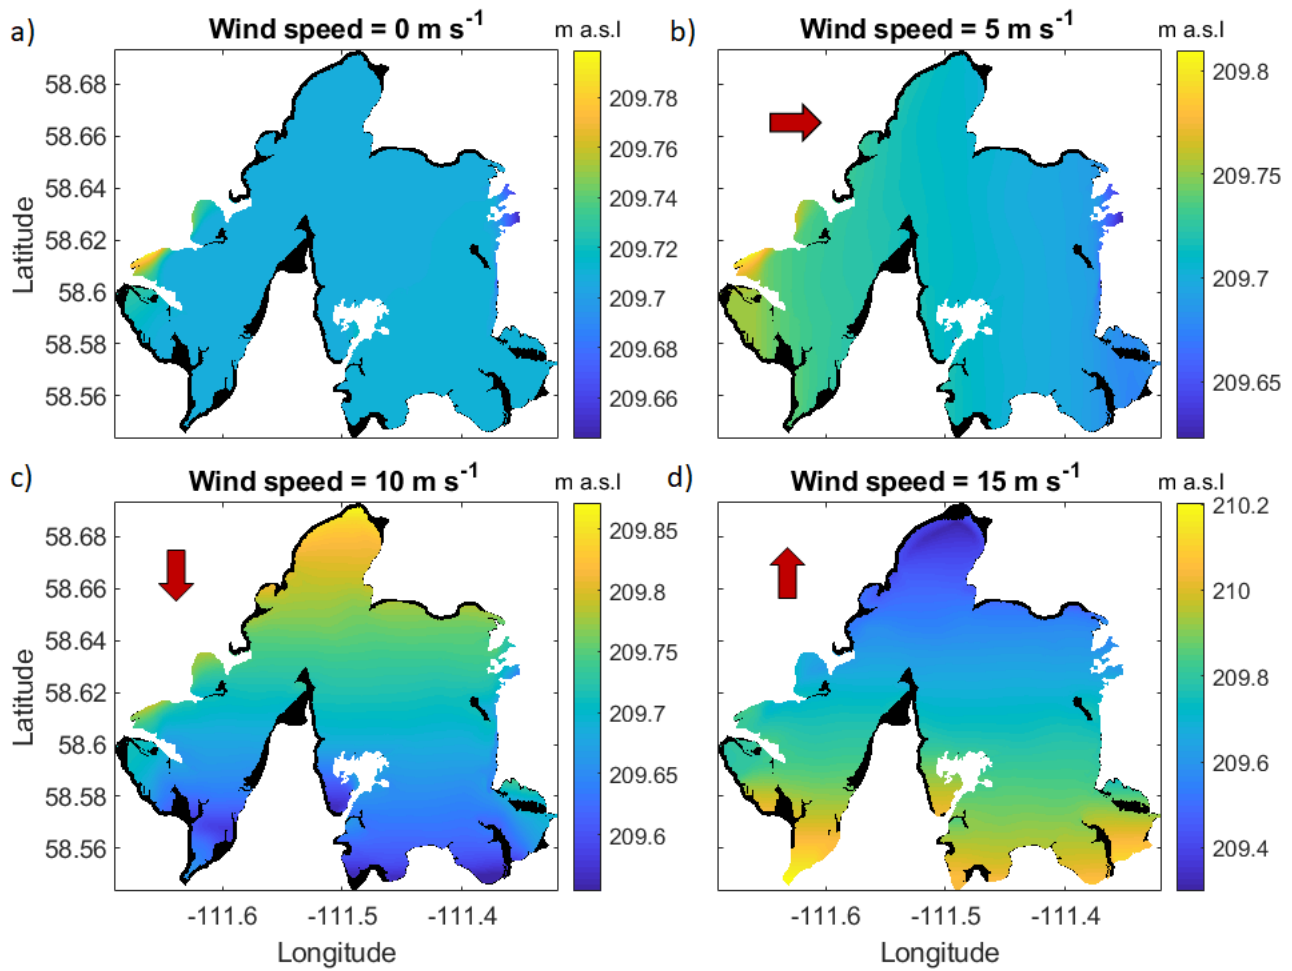 a)
Wind speed = 0 m s-1
m a.s.l
58.68
58.66
58.64
58.62
58.6
58.58
58.56
Latitude
209.78
209.76
209.74
209.72
209.7
209.68
209.66
b)
Wind speed = 5 m s-1
m a.s.l
209.8
209.75
209.7
209.65
c)
Wind speed = 10 m s-1
m a.s.l
58.68
58.66
58.64
58.62
58.6
58.58
58.56
Latitude
-111.6
-111.5
-111.4
Longitude
209.85
209.8
209.75
209.7
209.65
209.6
d)
Wind speed = 15 m s-1
m a.s.l
210.2
210
209.8
209.6
209.4
-111.6
-111.5
-111.4
Longitude